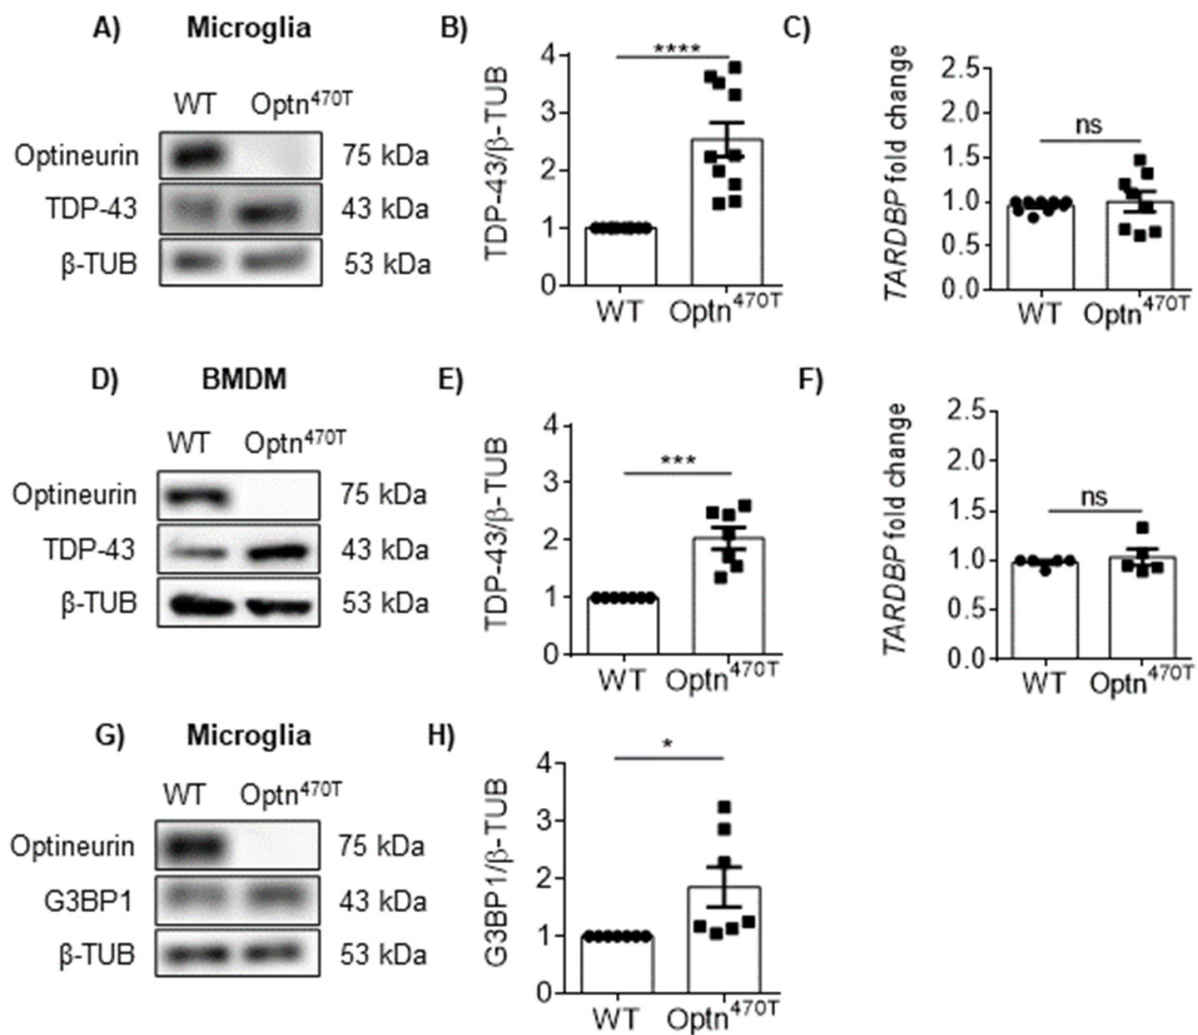 A) Microglia
WT Optn470T
Optineurin 75 kDa
TDP-43 43 kDa
β-TUB 53 kDa
B)
TDP-43/β-TUB
4
3
2
1
0
****
WT Optn470T
C)
TARDBP fold change
2.5
2.0
1.5
1.0
0.5
0.0
ns
WT Optn470T
D) BMDM
WT Optn470T
Optineurin 75 kDa
TDP-43 43 kDa
β-TUB 53 kDa
E)
TDP-43/β-TUB
4
3
2
1
0
***
WT Optn470T
F)
TARDBP fold change
2.5
2.0
1.5
1.0
0.5
0.0
ns
WT Optn470T
G) Microglia
WT Optn470T
Optineurin 75 kDa
G3BP1 43 kDa
β-TUB 53 kDa
H)
G3BP1/β-TUB
4
3
2
1
0
*
WT Optn470T